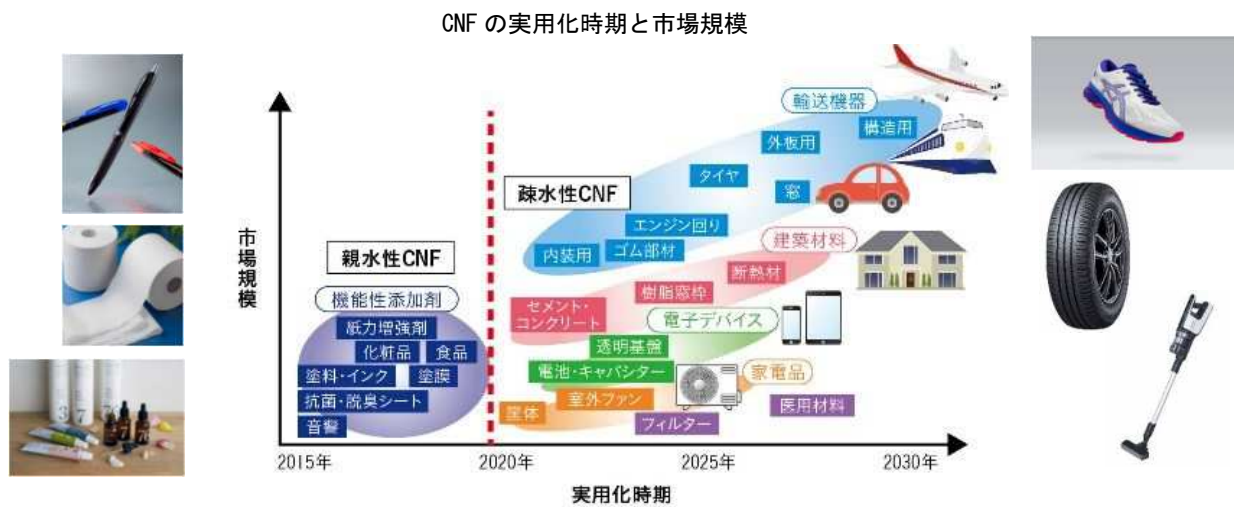 CNF の実用化時期と市場規模
輸送機器
構造用
外板用
タイヤ
窓
疎水性CNF
エンジン回り
内装用
ゴム部材
建築材料
断熱材
樹脂窓枠
セメント・
コンクリート
電子デバイス
透明基盤
電池・キャパシター
家電品
室外ファン
筐体
医用材料
フィルター
親水性CNF
機能性添加剤
紙力増強剤
化粧品
食品
塗料・インク
塗膜
抗菌・脱臭シート
音響
市場規模
2015年
2020年
2025年
2030年
実用化時期